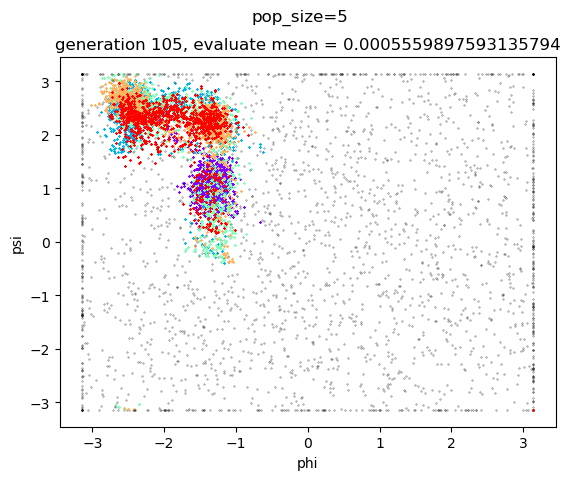 pop_size=5
generation 105, evaluate mean = 0.0005559897593135794
3
2
1
0
−1
−2
−3
psi
−3 −2 −1 0 1 2 3
phi